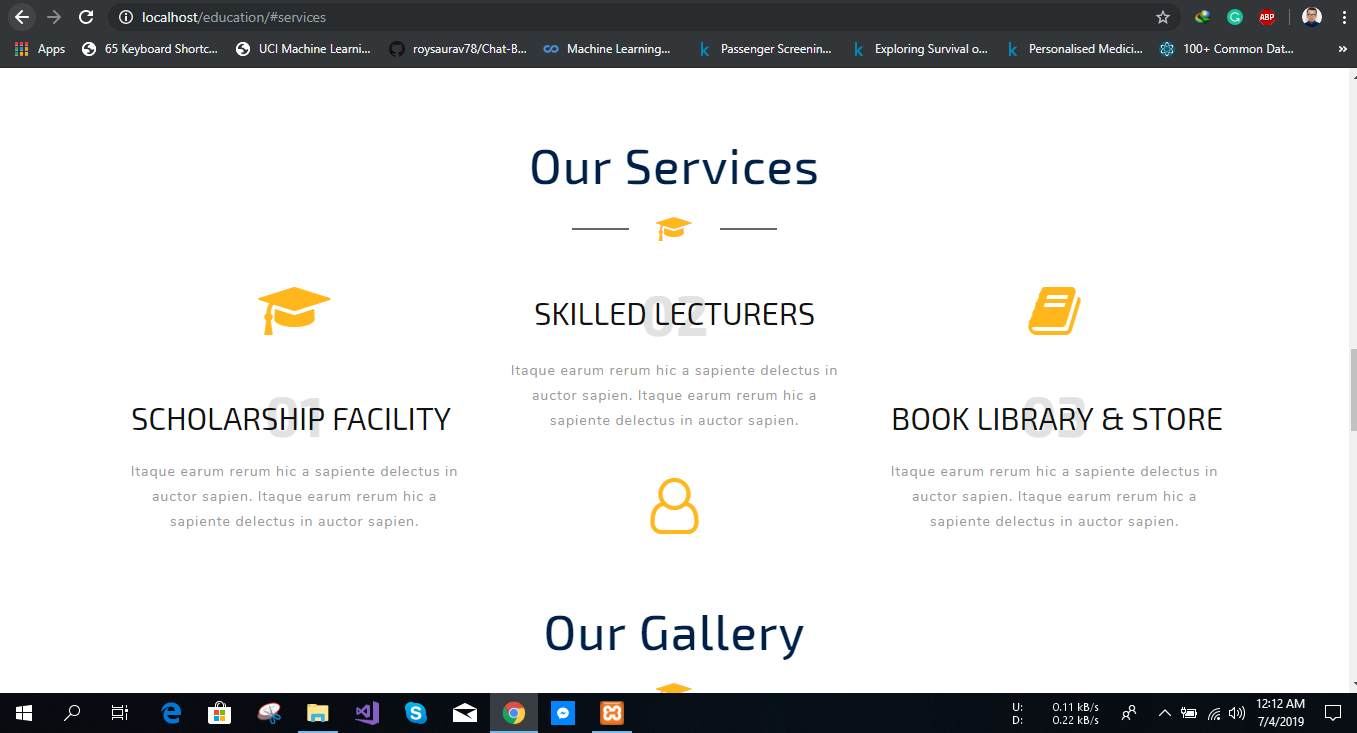 localhost/education/#services
ABP
Apps
65 Keyboard Shortc...
UCI Machine Learni...
roysaurav78/Chat-B...
Machine Learning...
Passenger Screenin...
Exploring Survival o...
Personalised Medici...
100+ Common Dat...
»
Our Services
01
SCHOLARSHIP FACILITY
Itaque earum rerum hic a sapiente delectus in
auctor sapien. Itaque earum rerum hic a
sapiente delectus in auctor sapien.
02
SKILLED LECTURERS
Itaque earum rerum hic a sapiente delectus in
auctor sapien. Itaque earum rerum hic a
sapiente delectus in auctor sapien.
03
BOOK LIBRARY & STORE
Itaque earum rerum hic a sapiente delectus in
auctor sapien. Itaque earum rerum hic a
sapiente delectus in auctor sapien.
Our Gallery
U: 0.11 kB/s
D: 0.22 kB/s
12:12 AM
7/4/2019